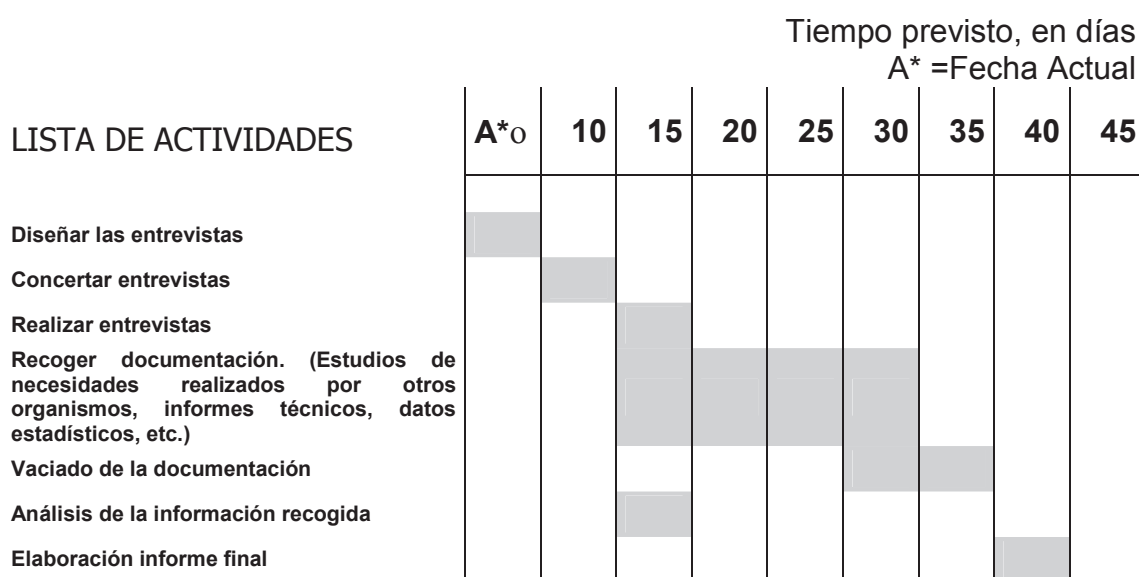 Tiempo previsto, en días
A* =Fecha Actual
LISTA DE ACTIVIDADES A*o 10 15 20 25 30 35 40 45
Diseñar las entrevistas
Concertar entrevistas
Realizar entrevistas
Recoger documentación. (Estudios de
necesidades realizados por otros
organismos, informes técnicos, datos
estadísticos, etc.)
Vaciado de la documentación
Análisis de la información recogida
Elaboración informe final